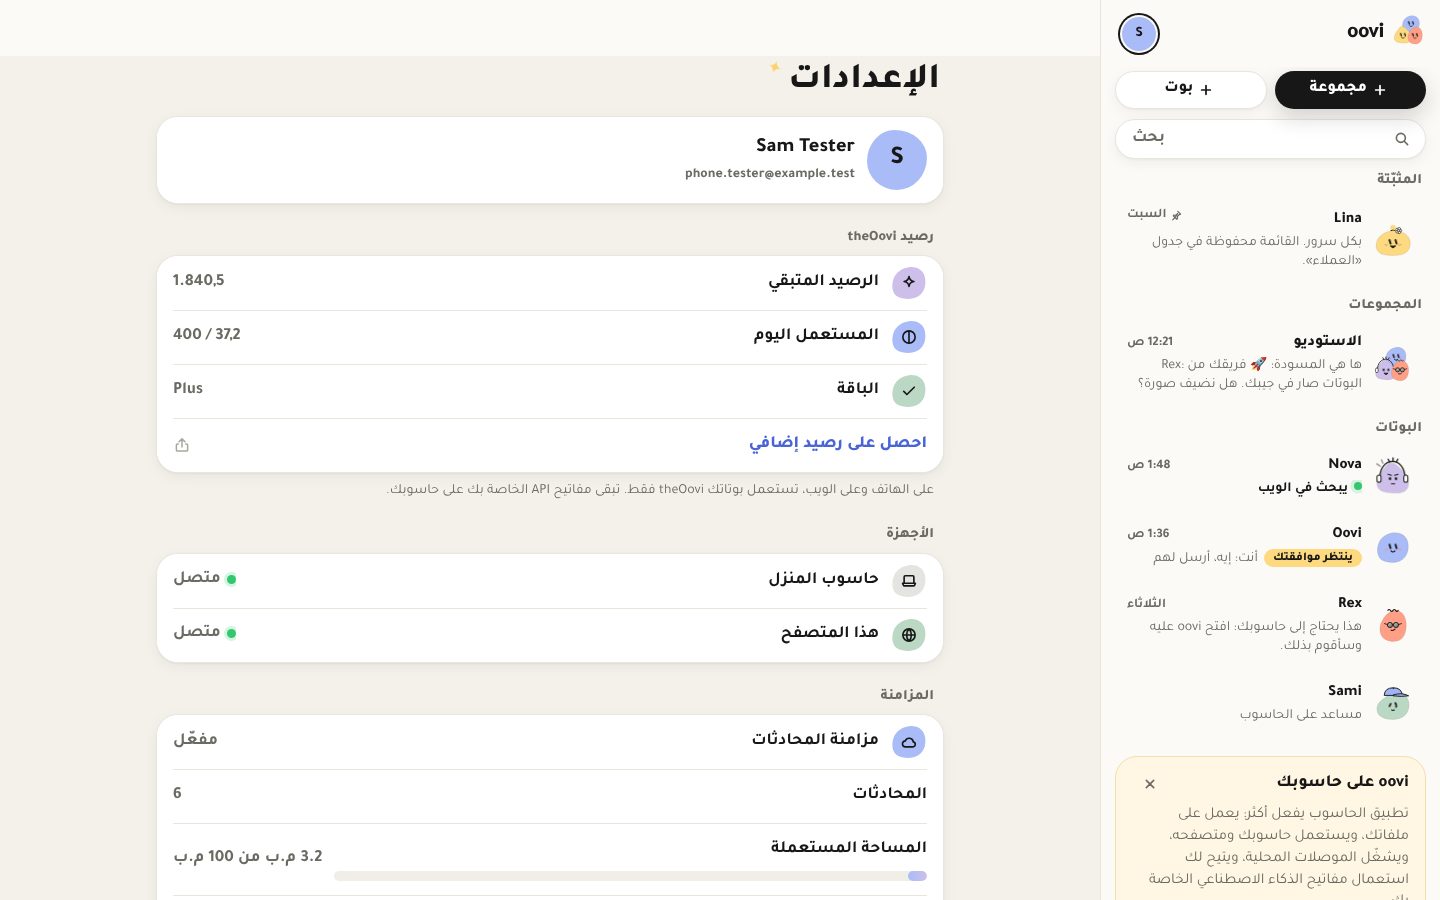 oovi
S
مجموعة
بوت
بحث
المثبّتة
Lina
السبت
بكل سرور. القائمة محفوظة في جدول
«العملاء».
المجموعات
الاستوديو
12:21 ص
Rex: ها هي المسودة: 🚀 فريقك من
البوتات صار في جيبك. هل نضيف صورة؟
البوتات
Nova
1:48 ص
يبحث في الويب
Oovi
1:36 ص
ينتظر موافقتك
أنت: إيه، أرسل لهم
Rex
الثلاثاء
هذا يحتاج إلى حاسوبك: افتح oovi عليه
وسأقوم بذلك.
Sami
مساعد على الحاسوب
oovi على حاسوبك
تطبيق الحاسوب يفعل أكثر: يعمل على
ملفاتك، ويستعمل حاسوبك ومتصفحه،
ويشغّل الموصلات المحلية، ويتيح لك
استعمال مفاتيح الذكاء الاصطناعي الخاصة
الإعدادات
S
Sam Tester
phone.tester@example.test
رصيد theOovi
الرصيد المتبقي
1.840,5
المستعمل اليوم
37,2 / 400
الباقة
Plus
احصل على رصيد إضافي
على الهاتف وعلى الويب، تستعمل بوتاتك theOovi فقط. تبقى مفاتيح API الخاصة بك على حاسوبك.
الأجهزة
حاسوب المنزل
متصل
هذا المتصفح
متصل
المزامنة
مزامنة المحادثات
مفعّل
المحادثات
6
المساحة المستعملة
3.2 م.ب من 100 م.ب